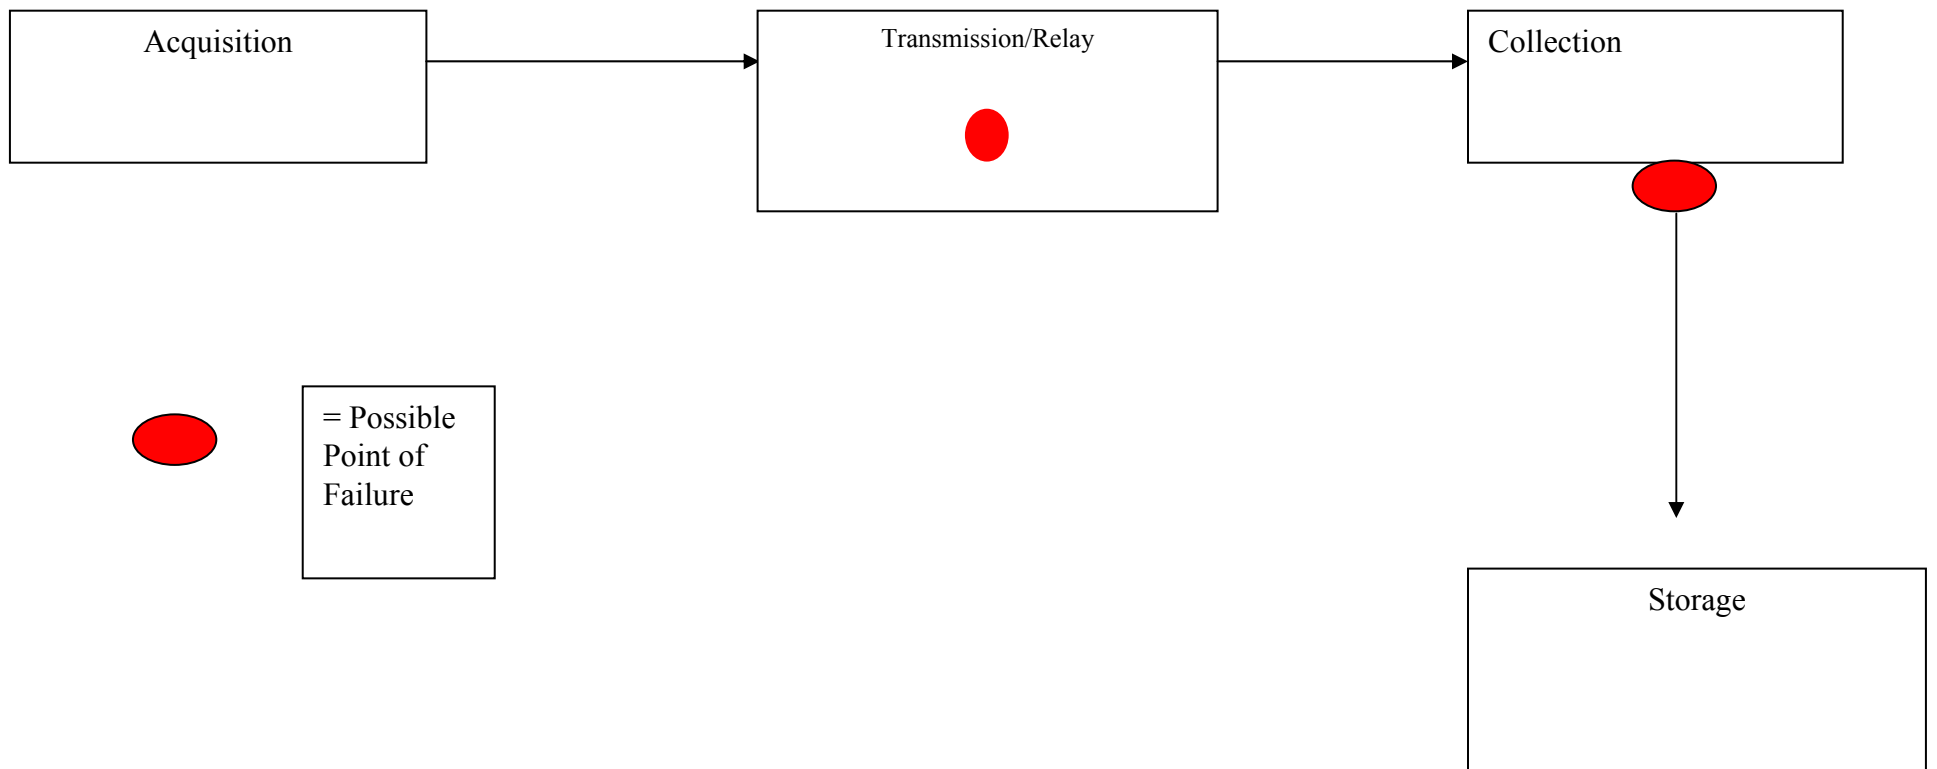 Acquisition
Transmission/Relay
Collection
= Possible
Point of
Failure
Storage